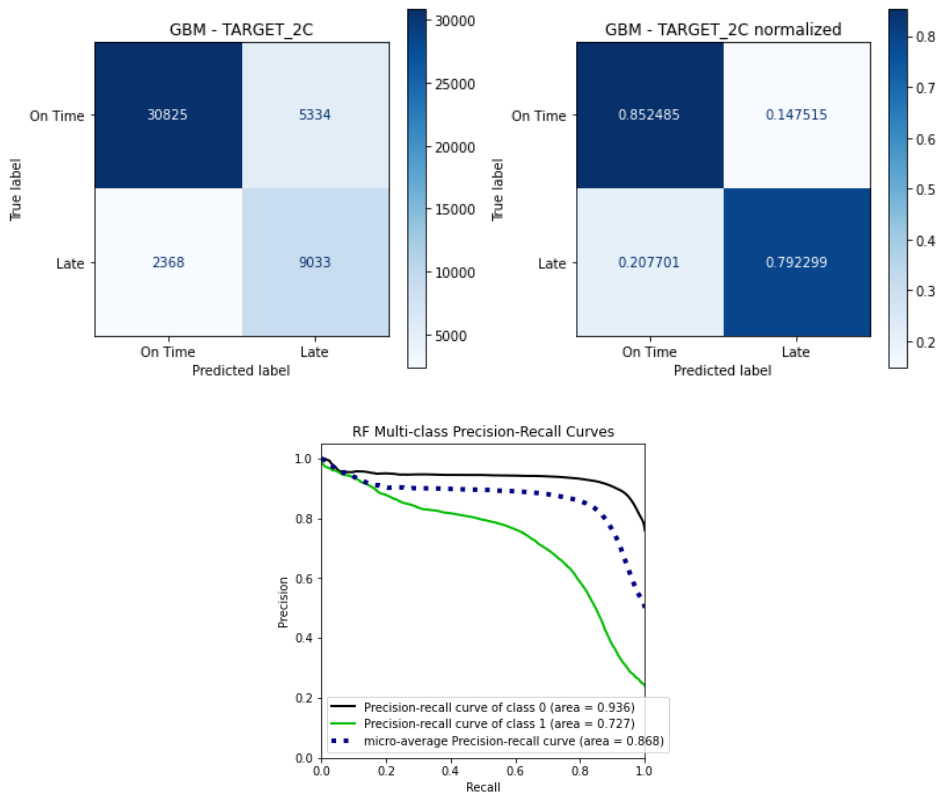 GBM - TARGET_2C
On Time
Late
True label
30825
5334
2368
9033
On Time
Late
Predicted label
30000
25000
20000
15000
10000
5000
GBM - TARGET_2C normalized
On Time
Late
True label
0.852485
0.147515
0.207701
0.792299
On Time
Late
Predicted label
0.8
0.7
0.6
0.5
0.4
0.3
0.2
RF Multi-class Precision-Recall Curves
1.0
0.8
0.6
0.4
0.2
0.0
Precision
Precision-recall curve of class 0 (area = 0.936)
Precision-recall curve of class 1 (area = 0.727)
micro-average Precision-recall curve (area = 0.868)
0.0
0.2
0.4
0.6
0.8
1.0
Recall